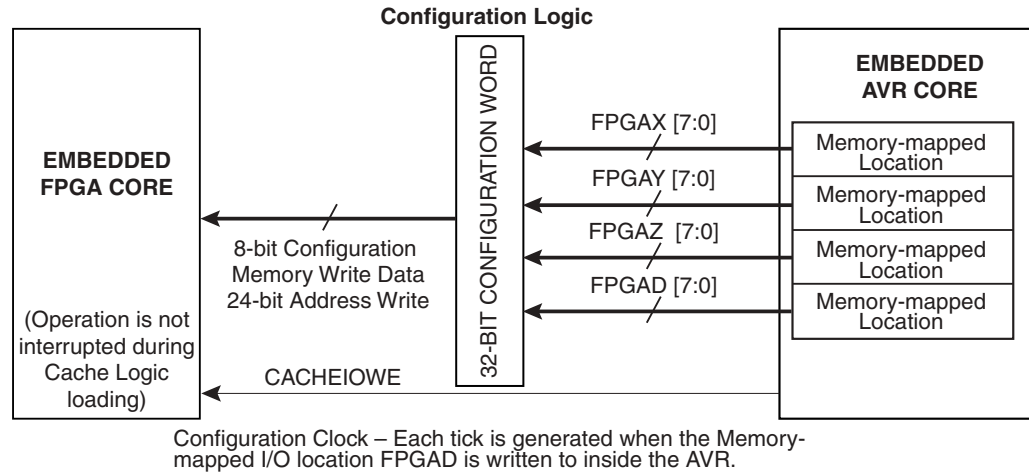 Configuration Logic
EMBEDDED
FPGA CORE
(Operation is not
interrupted during
Cache Logic
loading)
8-bit Configuration
Memory Write Data
24-bit Address Write
CACHEIOWE
32-BIT CONFIGURATION WORD
FPGAX [7:0]
FPGAY [7:0]
FPGAZ [7:0]
FPGAD [7:0]
EMBEDDED
AVR CORE
Memory-mapped
Location
Memory-mapped
Location
Memory-mapped
Location
Memory-mapped
Location
Configuration Clock – Each tick is generated when the Memory-
mapped I/O location FPGAD is written to inside the AVR.